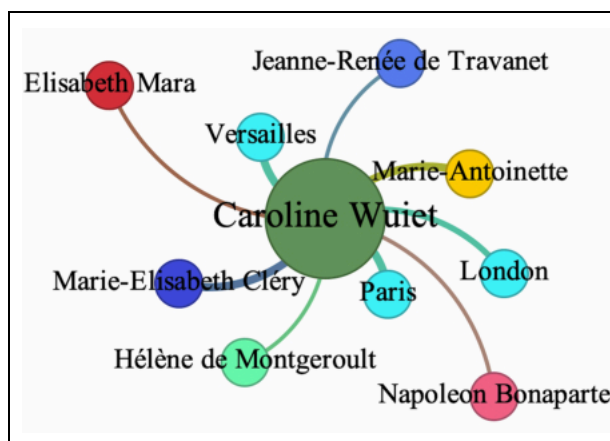 Jeanne-Renée de Travanet
Elisabeth Mara
Versailles
Marie-Antoinette
Caroline Wuiet
London
Marie-Elisabeth Cléry
Paris
Hélène de Montgeroult
Napoleon Bonaparte